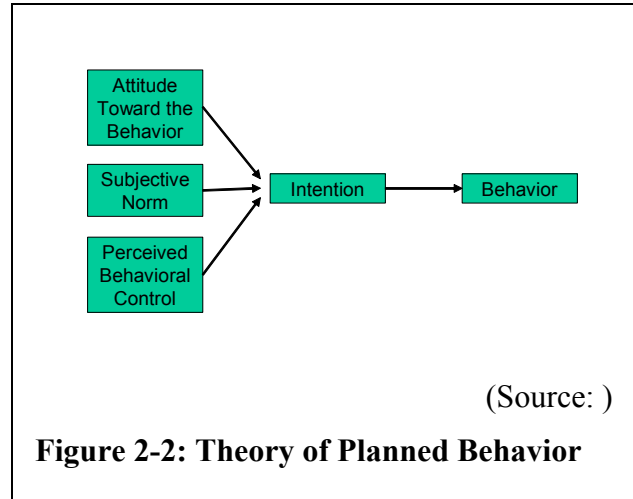 Attitude
Toward the
Behavior
Subjective
Norm
Intention
Behavior
Perceived
Behavioral
Control
(Source: )
Figure 2-2: Theory of Planned Behavior